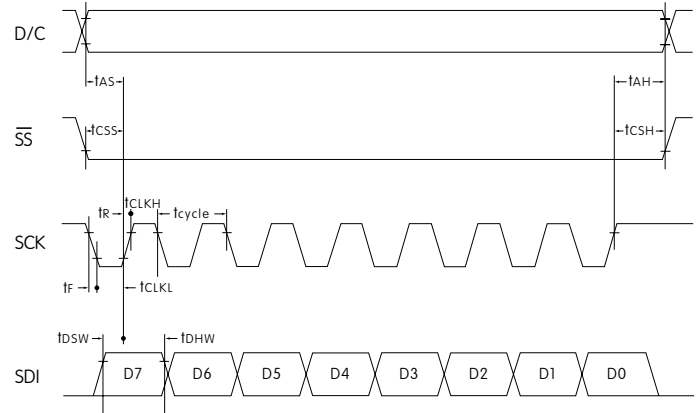 D/C
tAS
tAH
SS
tCSS
tCSH
tR
tCLKH
tcycle
SCK
tF
tCLKL
tDSW
tDHW
SDI
D7 D6 D5 D4 D3 D2 D1 D0